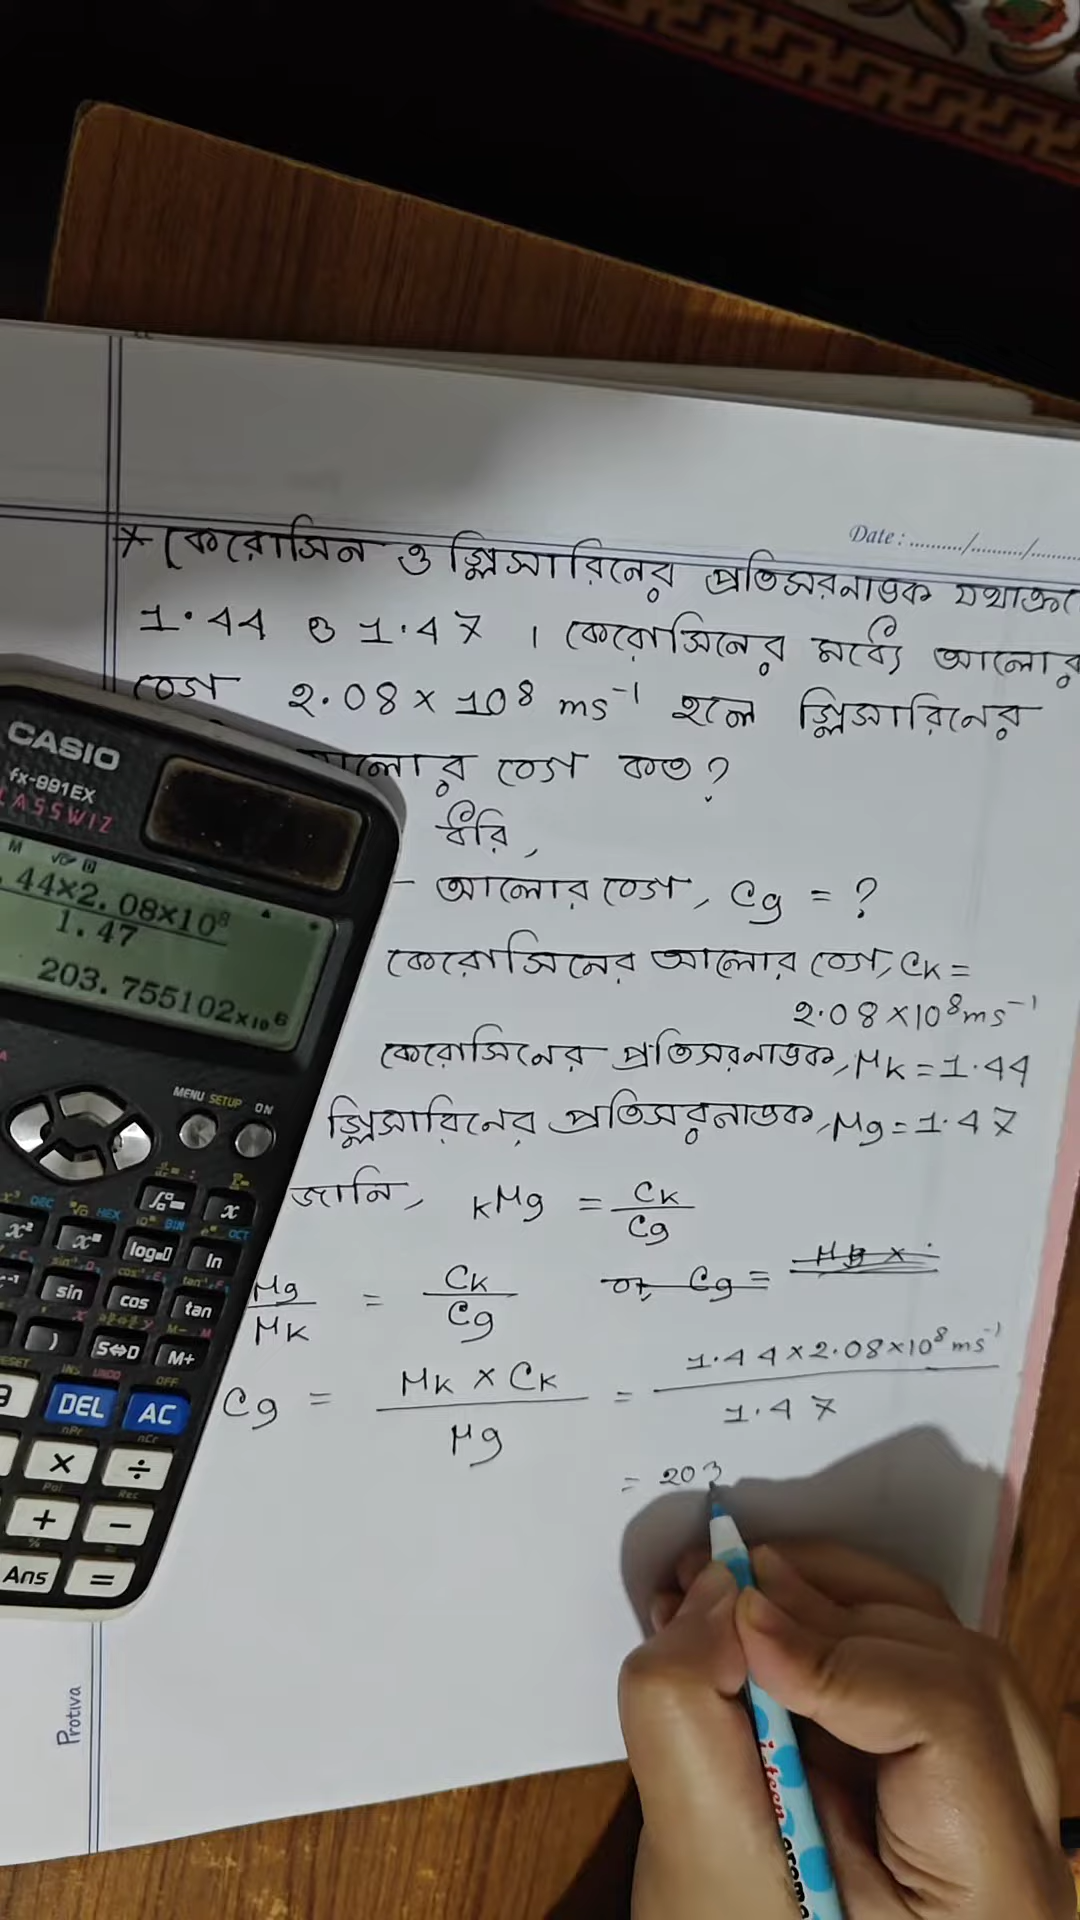 Date : ........../........../..........
* কেরোসিন ও গ্লিসারিনের প্রতিসরনাঙ্ক যথাক্রমে
1.44 ও 1.47 । কেরোসিনের মধ্যে আলোর
বেগ 2.08 × 10⁸ ms⁻¹ হলে গ্লিসারিনের
আলোর বেগ কত?
ধরি,
আলোর বেগ, Cg = ?
কেরোসিনের আলোর বেগ, Ck =
2.08×10⁸ms⁻¹
কেরোসিনের প্রতিসরনাঙ্ক, μk = 1.44
গ্লিসারিনের প্রতিসরনাঙ্ক, μg = 1.47
জানি, kμg = Ck/Cg
μg/μk = Ck/Cg or, Cg =
Cg = μk × Ck / μg = 1.44×2.08×10⁸ms⁻¹ / 1.47
= 203
CASIO
fx-991EX
CLASSWIZ
.44×2.08×10⁸
1.47
203.755102×10⁶
MENU SETUP ON
x
x² log ln
sin cos tan
) S⇔D M+
DEL AC
× ÷
+ −
Ans =
Protiva